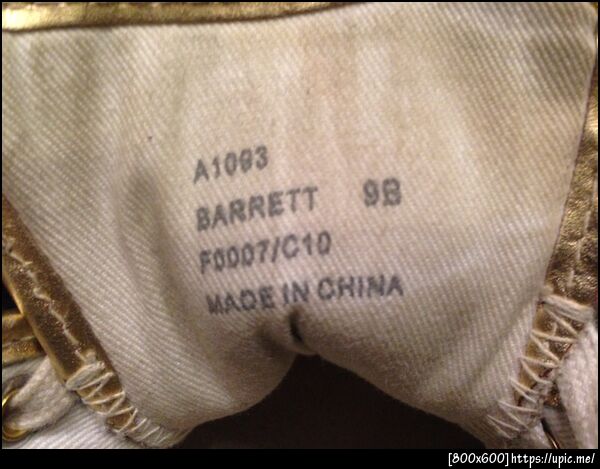 A1093
BARRETT 9B
F0007/C10
MADE IN CHINA
[800x600]https://upic.me/